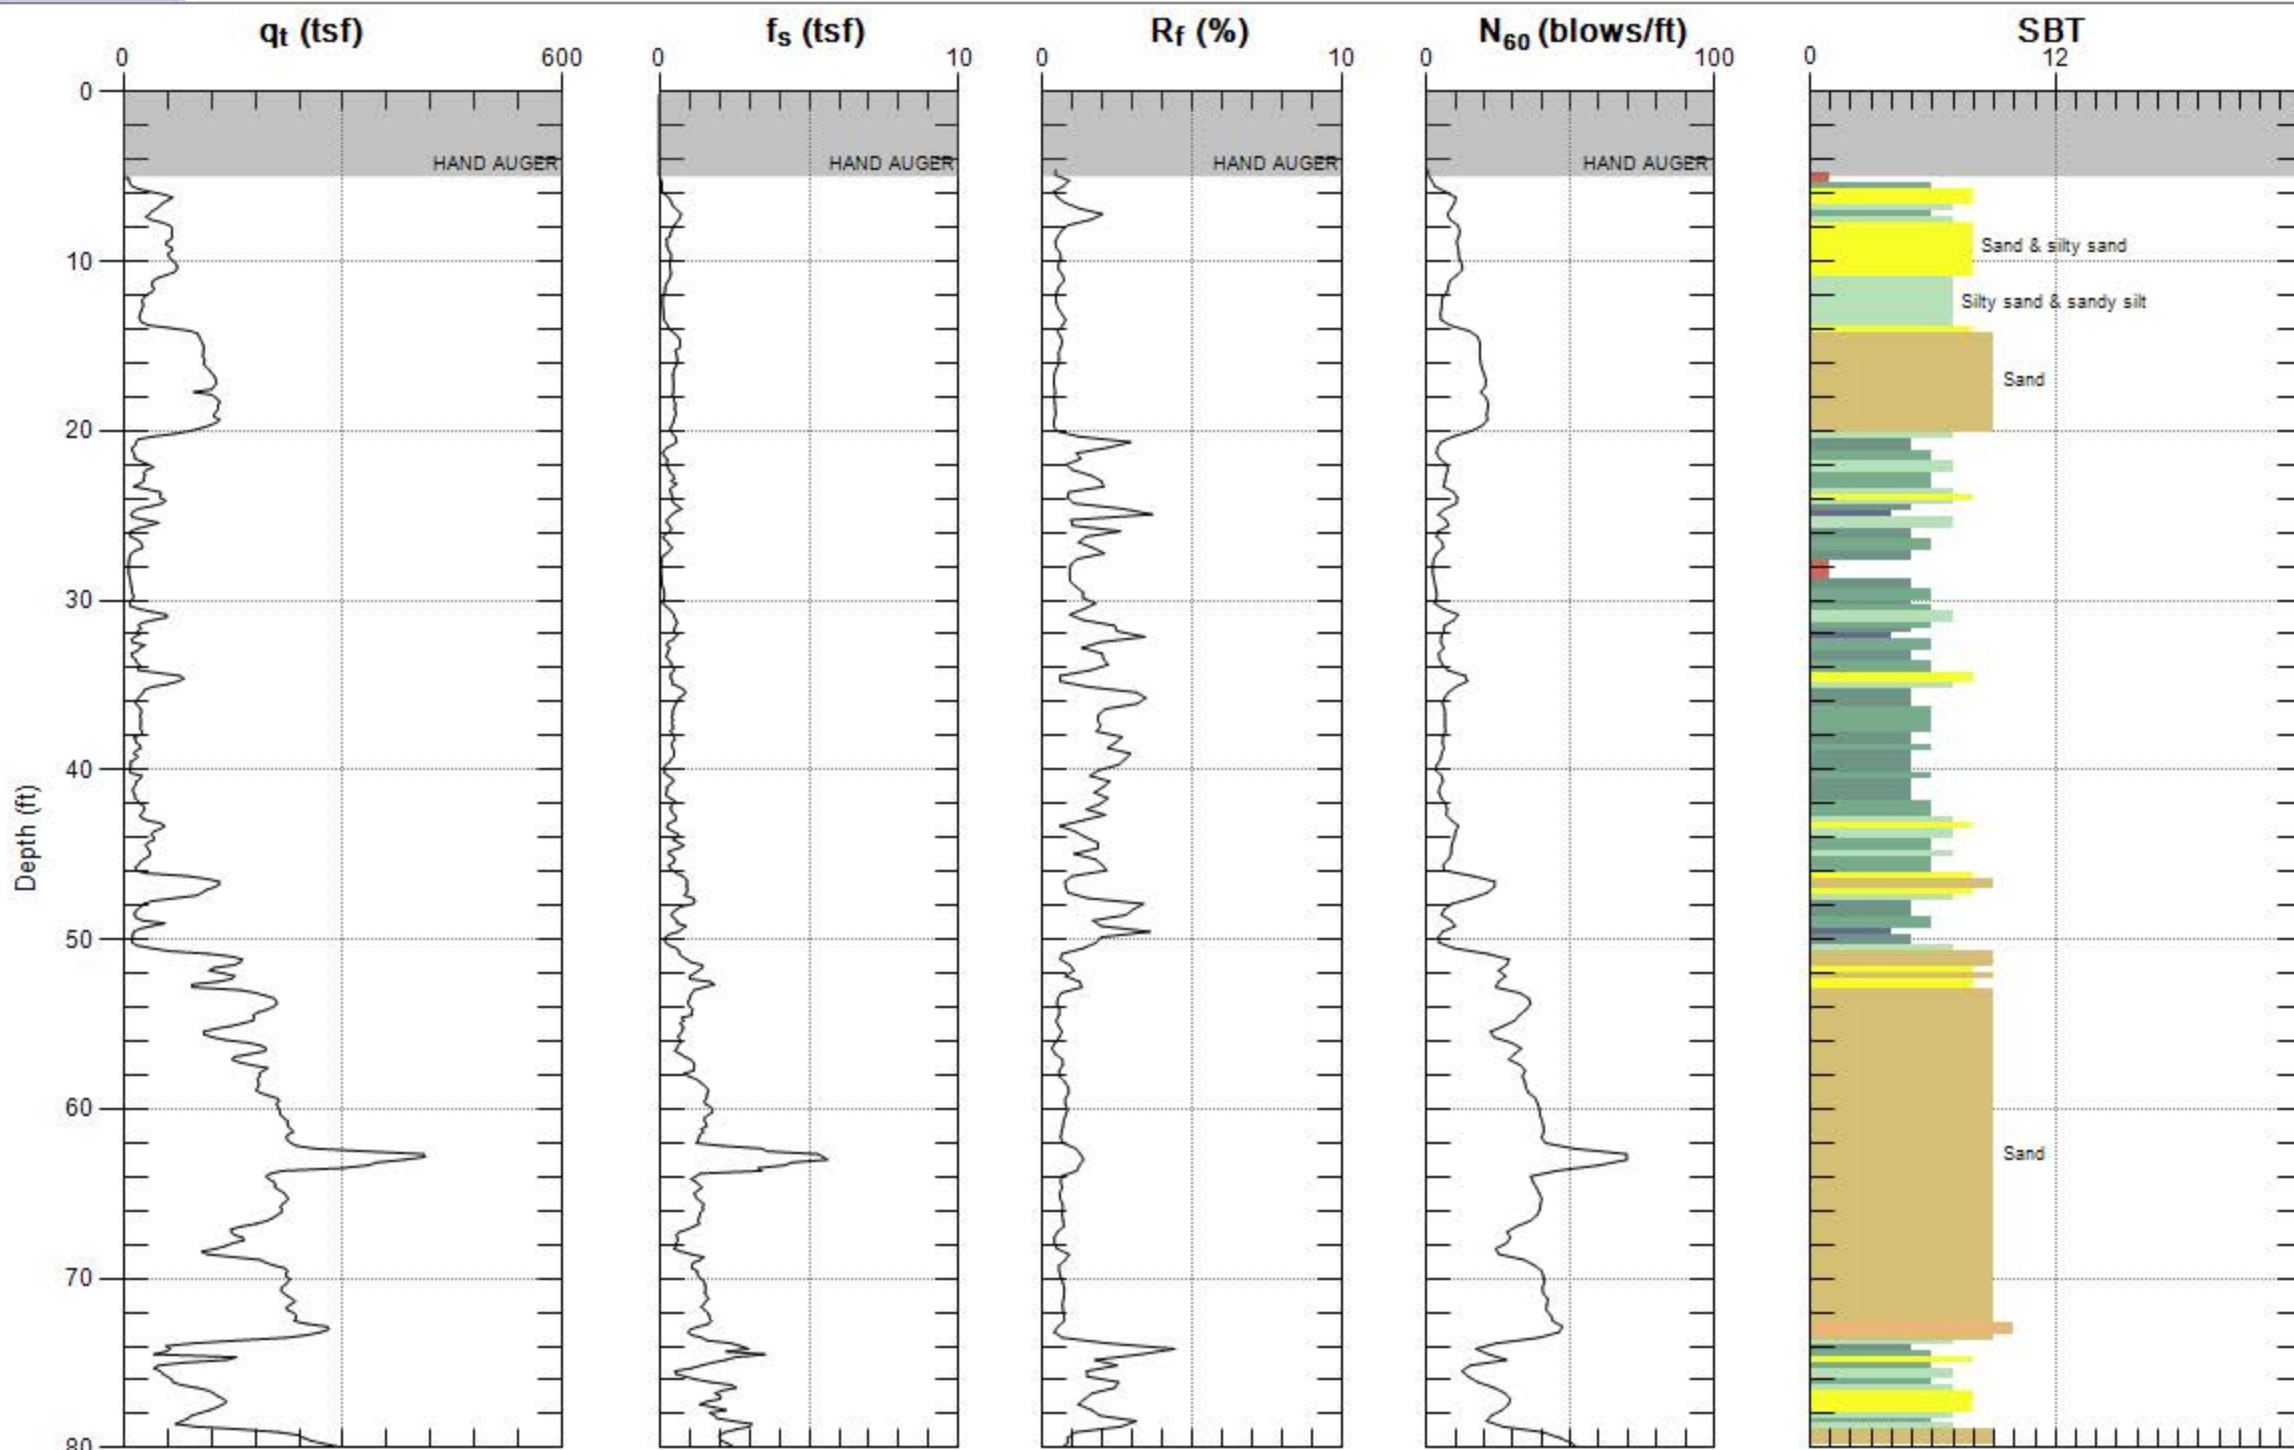 qt (tsf)
fs (tsf)
Rf (%)
N60 (blows/ft)
SBT
0 600
0 10
0 10
0 100
0 12
0
HAND AUGER
HAND AUGER
HAND AUGER
HAND AUGER
Sand & silty sand
10
Silty sand & sandy silt
Sand
20
30
40
Depth (ft)
50
60
Sand
70
80